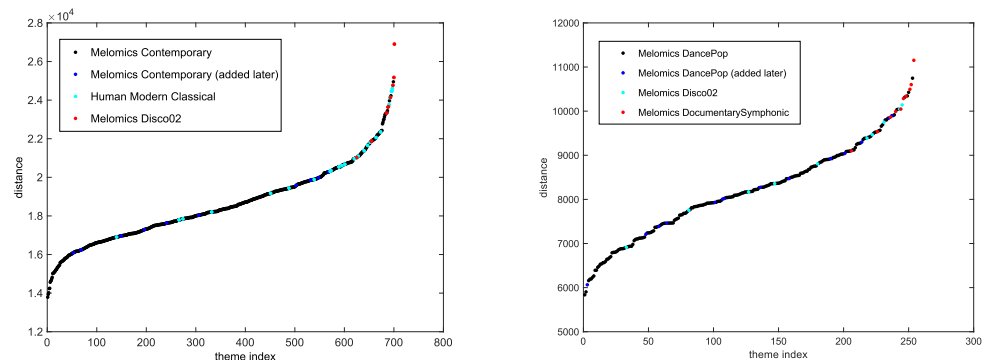 ×10⁴
2.8
2.6
2.4
2.2
2
1.8
1.6
1.4
1.2
distance
Melomics Contemporary
Melomics Contemporary (added later)
Human Modern Classical
Melomics Disco02
0 100 200 300 400 500 600 700 800
theme index
12000
11000
10000
9000
8000
7000
6000
5000
distance
Melomics DancePop
Melomics DancePop (added later)
Melomics Disco02
Melomics DocumentarySymphonic
0 50 100 150 200 250 300
theme index